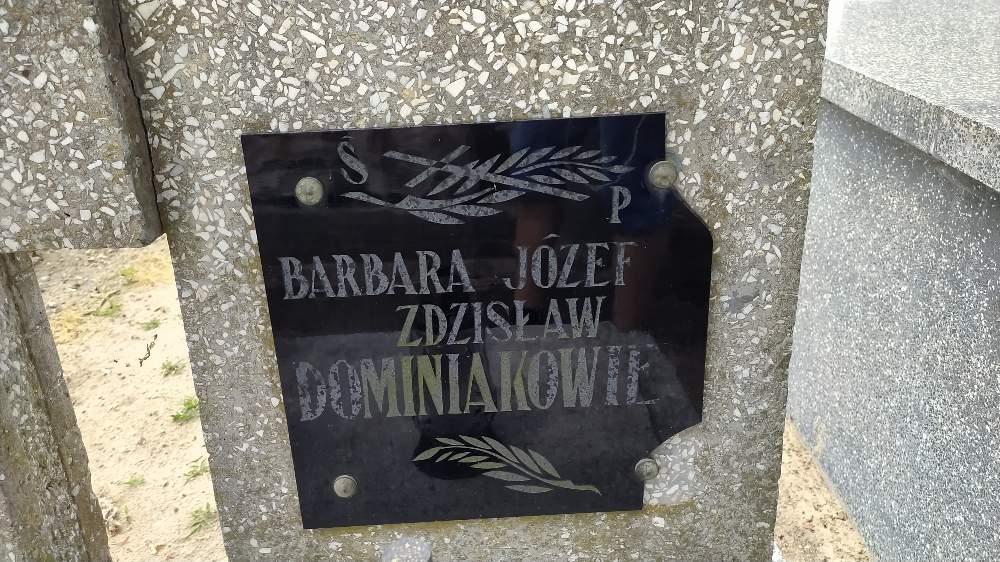 Ś
P
BARBARA JÓZEF
ZDZISŁAW
DOMINIAKOWIE